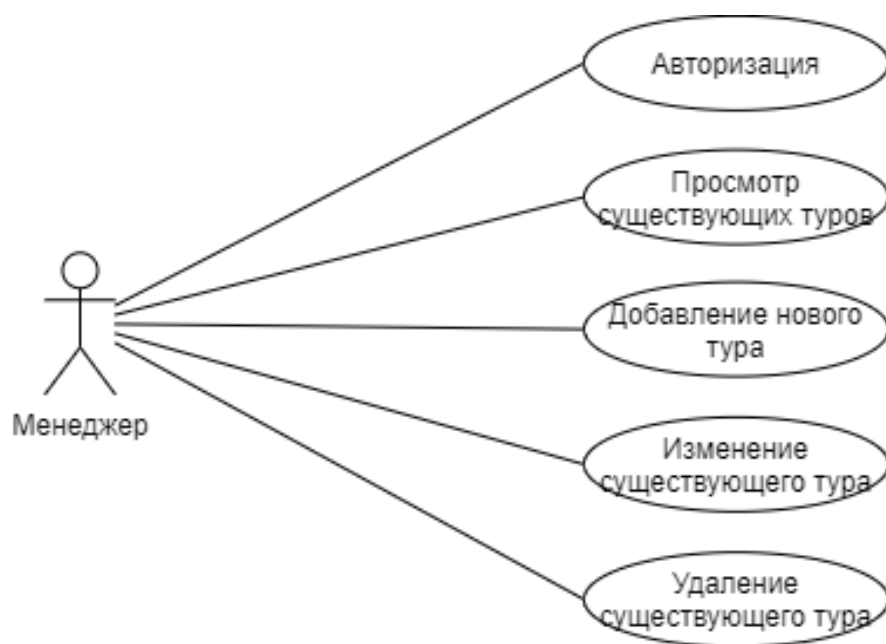 Авторизация
Просмотр
существующих туров
Добавление нового
тура
Менеджер
Изменение
существующего тура
Удаление
существующего тура